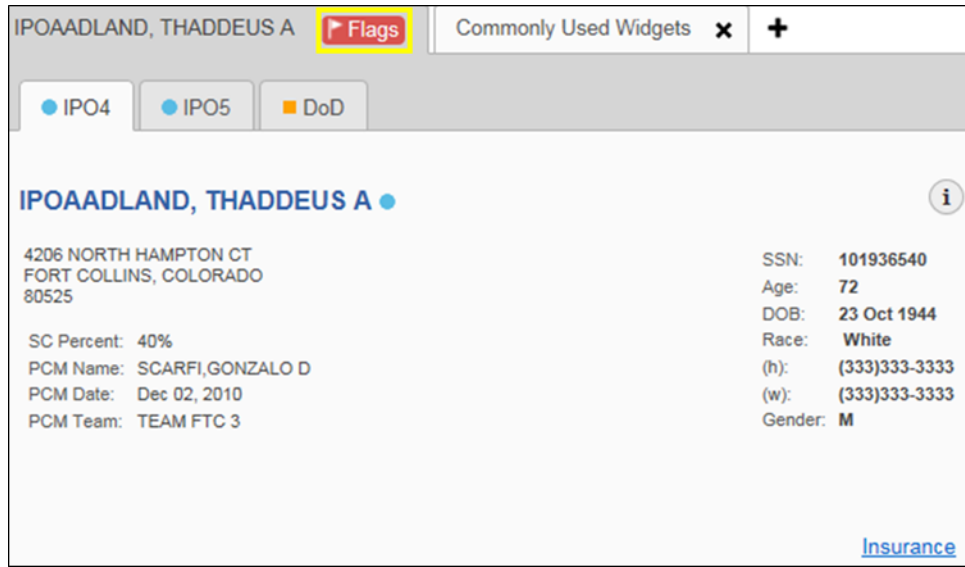 IPOAADLAND, THADDEUS A Flags Commonly Used Widgets × +
IPO4 IPO5 DoD
IPOAADLAND, THADDEUS A i
4206 NORTH HAMPTON CT
FORT COLLINS, COLORADO
80525
SC Percent: 40%
PCM Name: SCARFI,GONZALO D
PCM Date: Dec 02, 2010
PCM Team: TEAM FTC 3
SSN: 101936540
Age: 72
DOB: 23 Oct 1944
Race: White
(h): (333)333-3333
(w): (333)333-3333
Gender: M
Insurance